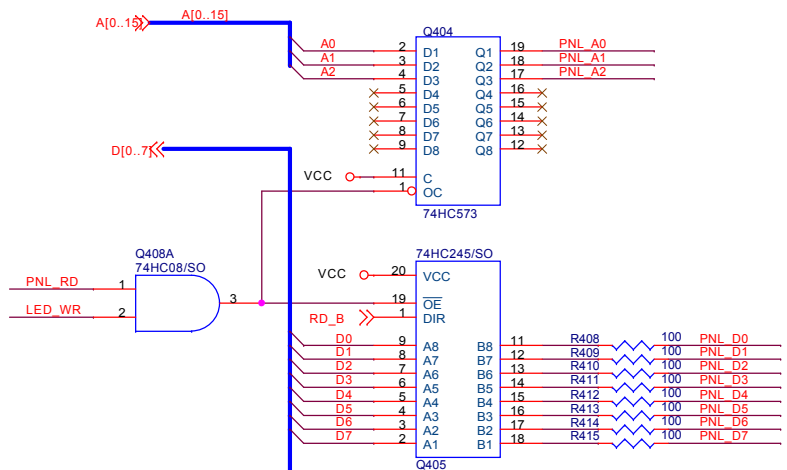 A[0..15] A[0..15]
Q404
A0 2 D1 Q1 19 PNL_A0
A1 3 D2 Q2 18 PNL_A1
A2 4 D3 Q3 17 PNL_A2
5 D4 Q4 16
6 D5 Q5 15
7 D6 Q6 14
8 D7 Q7 13
9 D8 Q8 12
D[0..7]
VCC 11 C
1 OC
74HC573
Q408A
74HC08/SO
74HC245/SO
VCC 20 VCC
PNL_RD 1
3
19 OE
LED_WR 2
RD_B 1 DIR
D0 9 A8 B8 11 R408 100 PNL_D0
D1 8 A7 B7 12 R409 100 PNL_D1
D2 7 A6 B6 13 R410 100 PNL_D2
D3 6 A5 B5 14 R411 100 PNL_D3
D4 5 A4 B4 15 R412 100 PNL_D4
D5 4 A3 B3 16 R413 100 PNL_D5
D6 3 A2 B2 17 R414 100 PNL_D6
D7 2 A1 B1 18 R415 100 PNL_D7
Q405